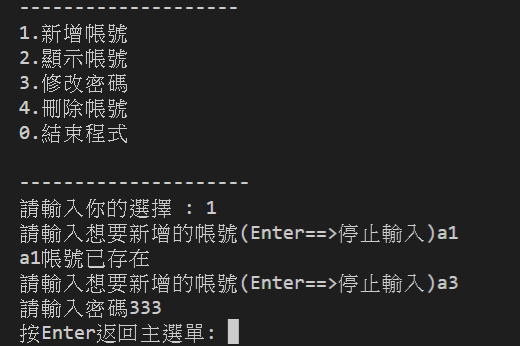 --------------------
1.新增帳號
2.顯示帳號
3.修改密碼
4.刪除帳號
0.結束程式
---------------------
請輸入你的選擇 : 1
請輸入想要新增的帳號(Enter==>停止輸入)a1
a1帳號已存在
請輸入想要新增的帳號(Enter==>停止輸入)a3
請輸入密碼333
按Enter返回主選單: